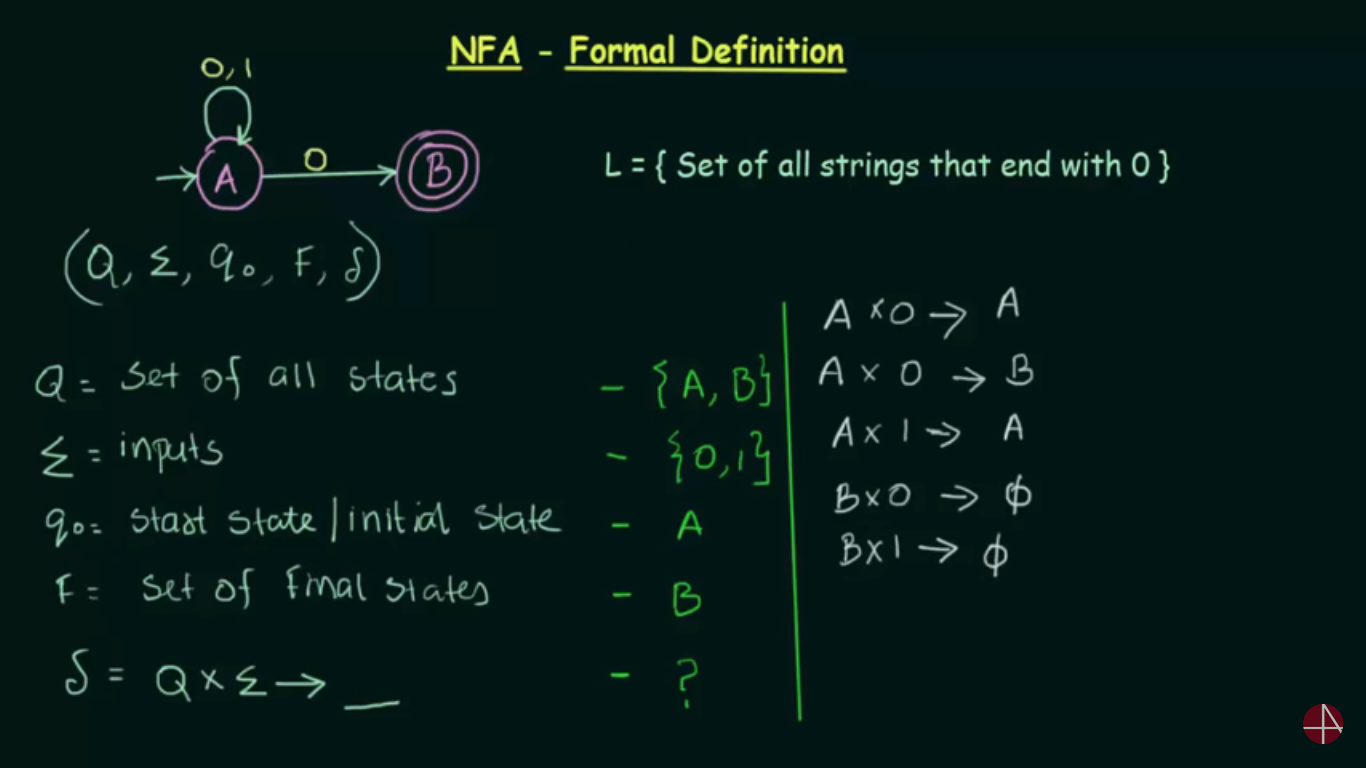 NFA - Formal Definition
0,1
A
0
B
L = { Set of all strings that end with 0 }
(Q, Σ, q₀, F, δ)
Q = Set of all states - {A, B}
Σ = inputs - {0,1}
q₀= Start state/initial state - A
F = Set of Final states - B
δ = Q × Σ → __ - ?
A × 0 → A
A × 0 → B
A × 1 → A
B × 0 → ϕ
B × 1 → ϕ